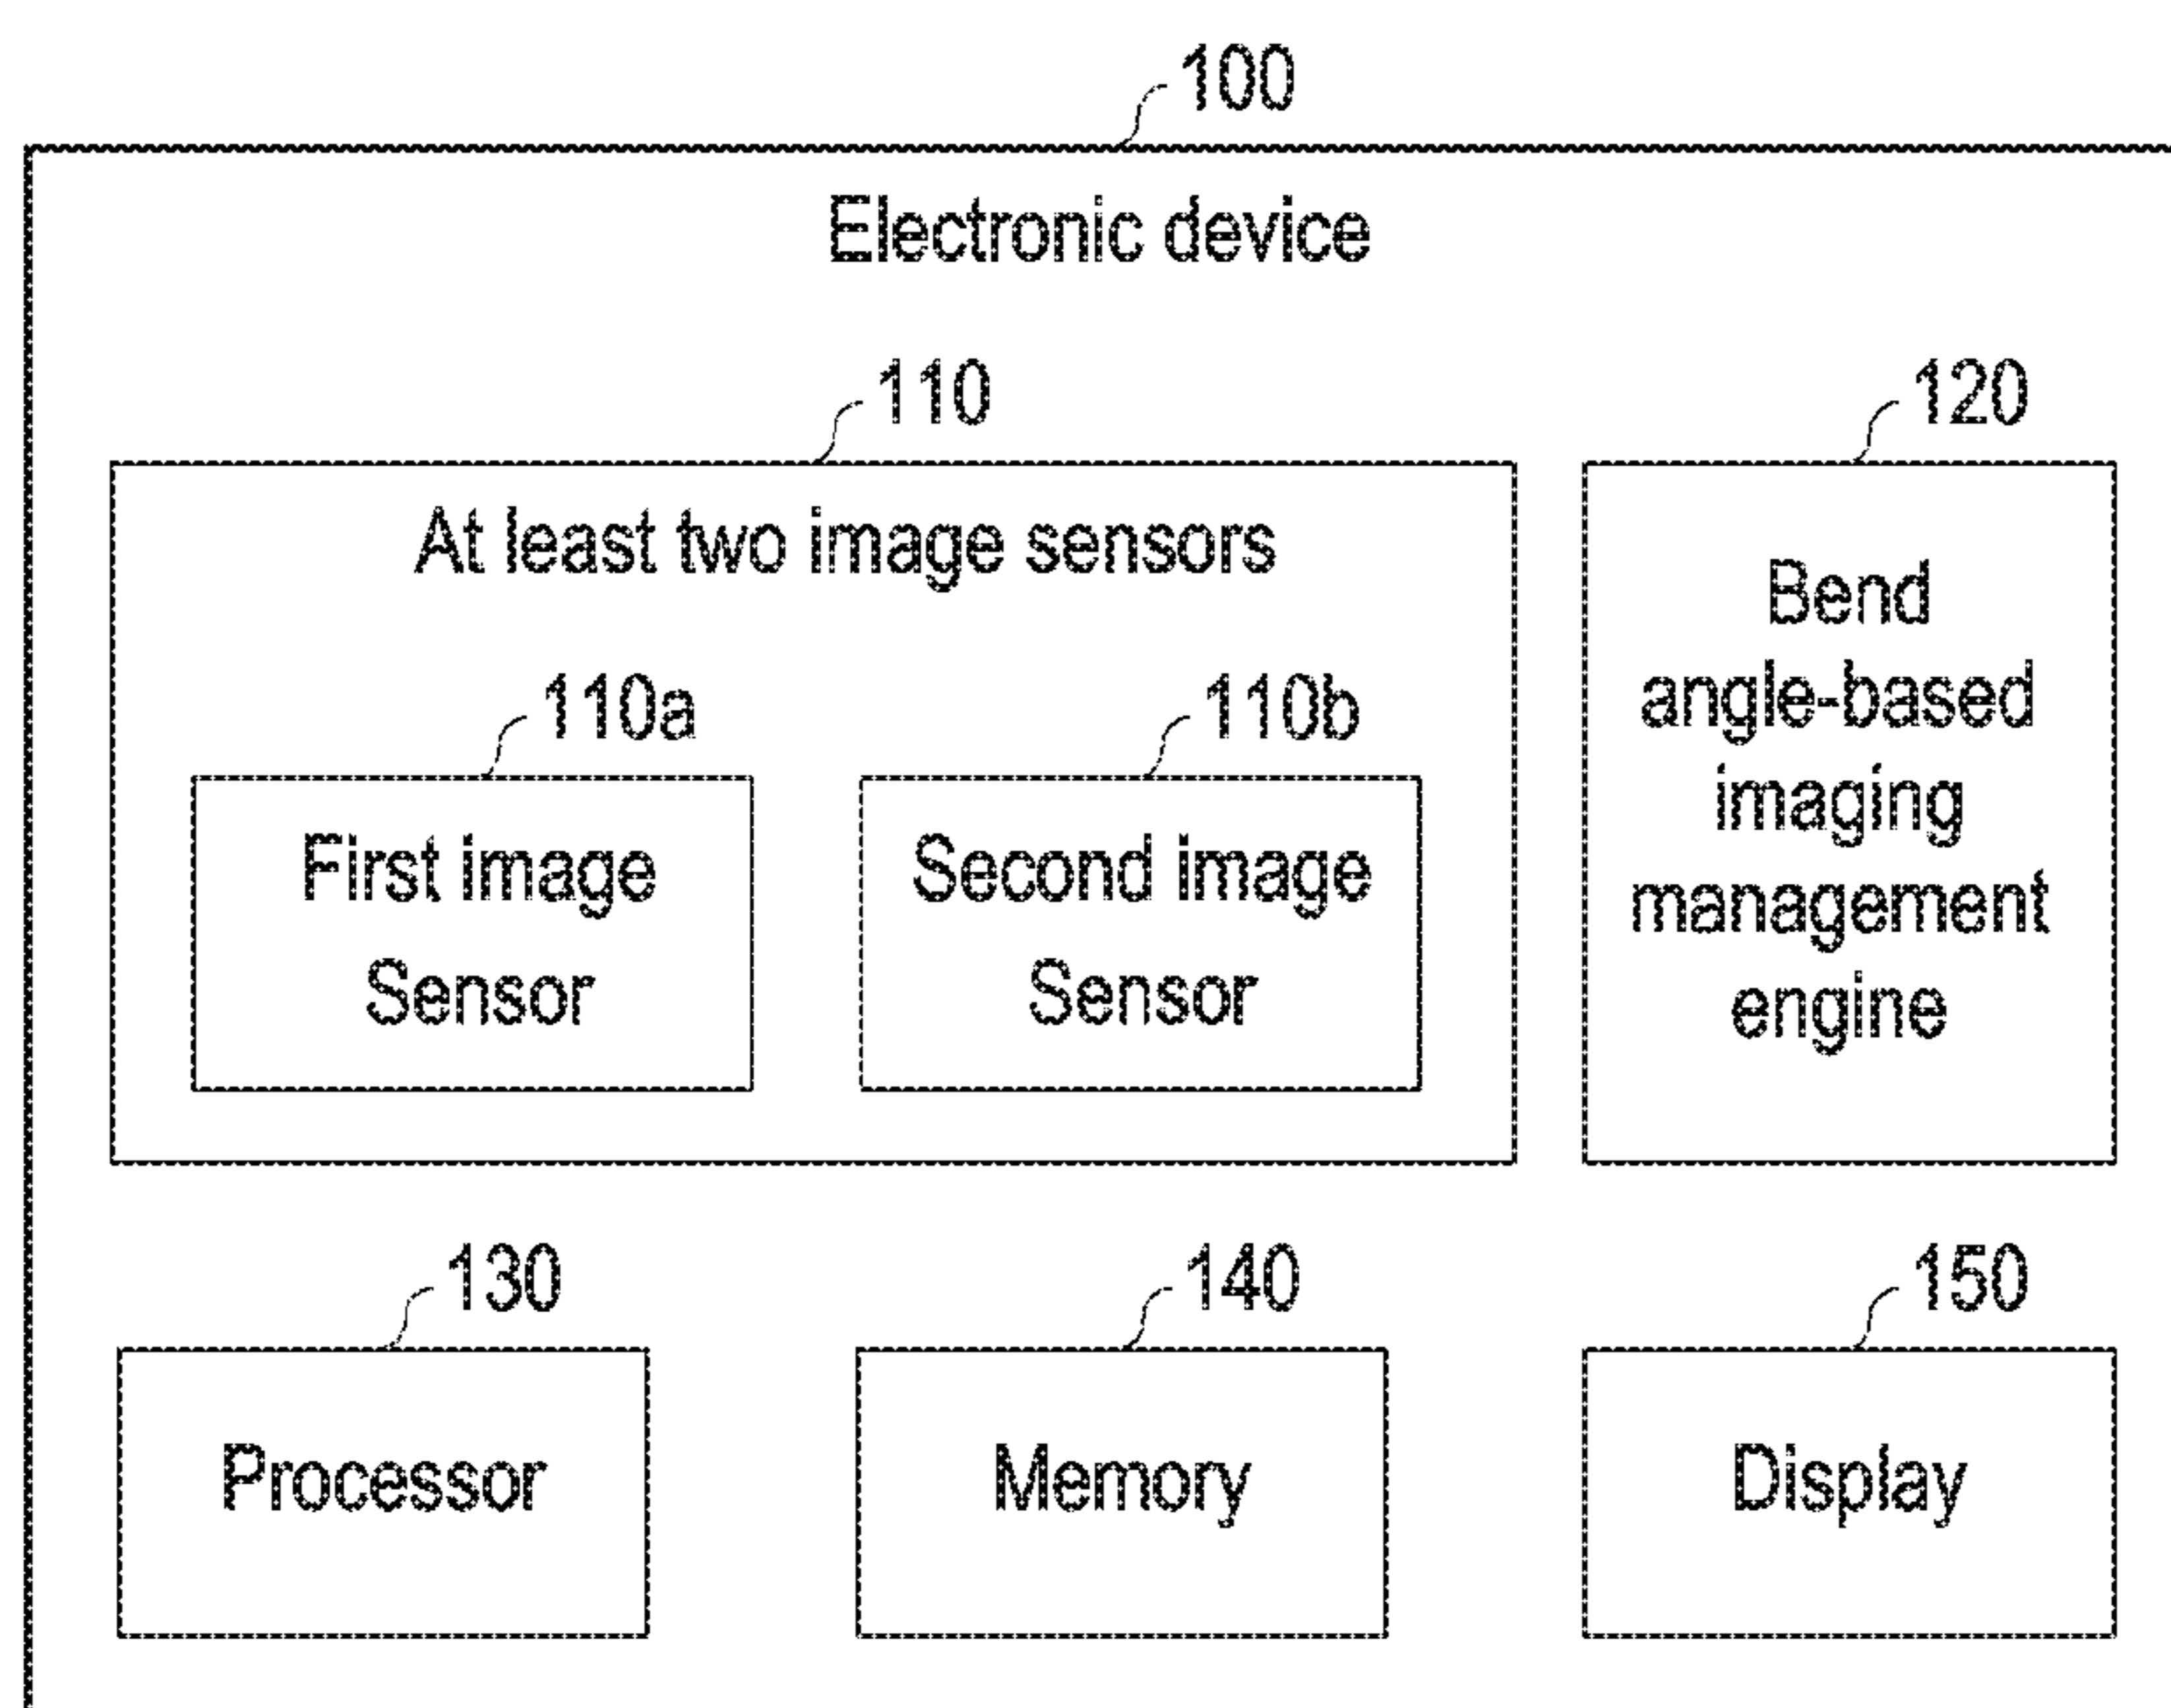 100
Electronic device
110
At least two image sensors
110a
First image
Sensor
110b
Second image
Sensor
120
Bend
angle-based
imaging
management
engine
130
Processor
140
Memory
150
Display